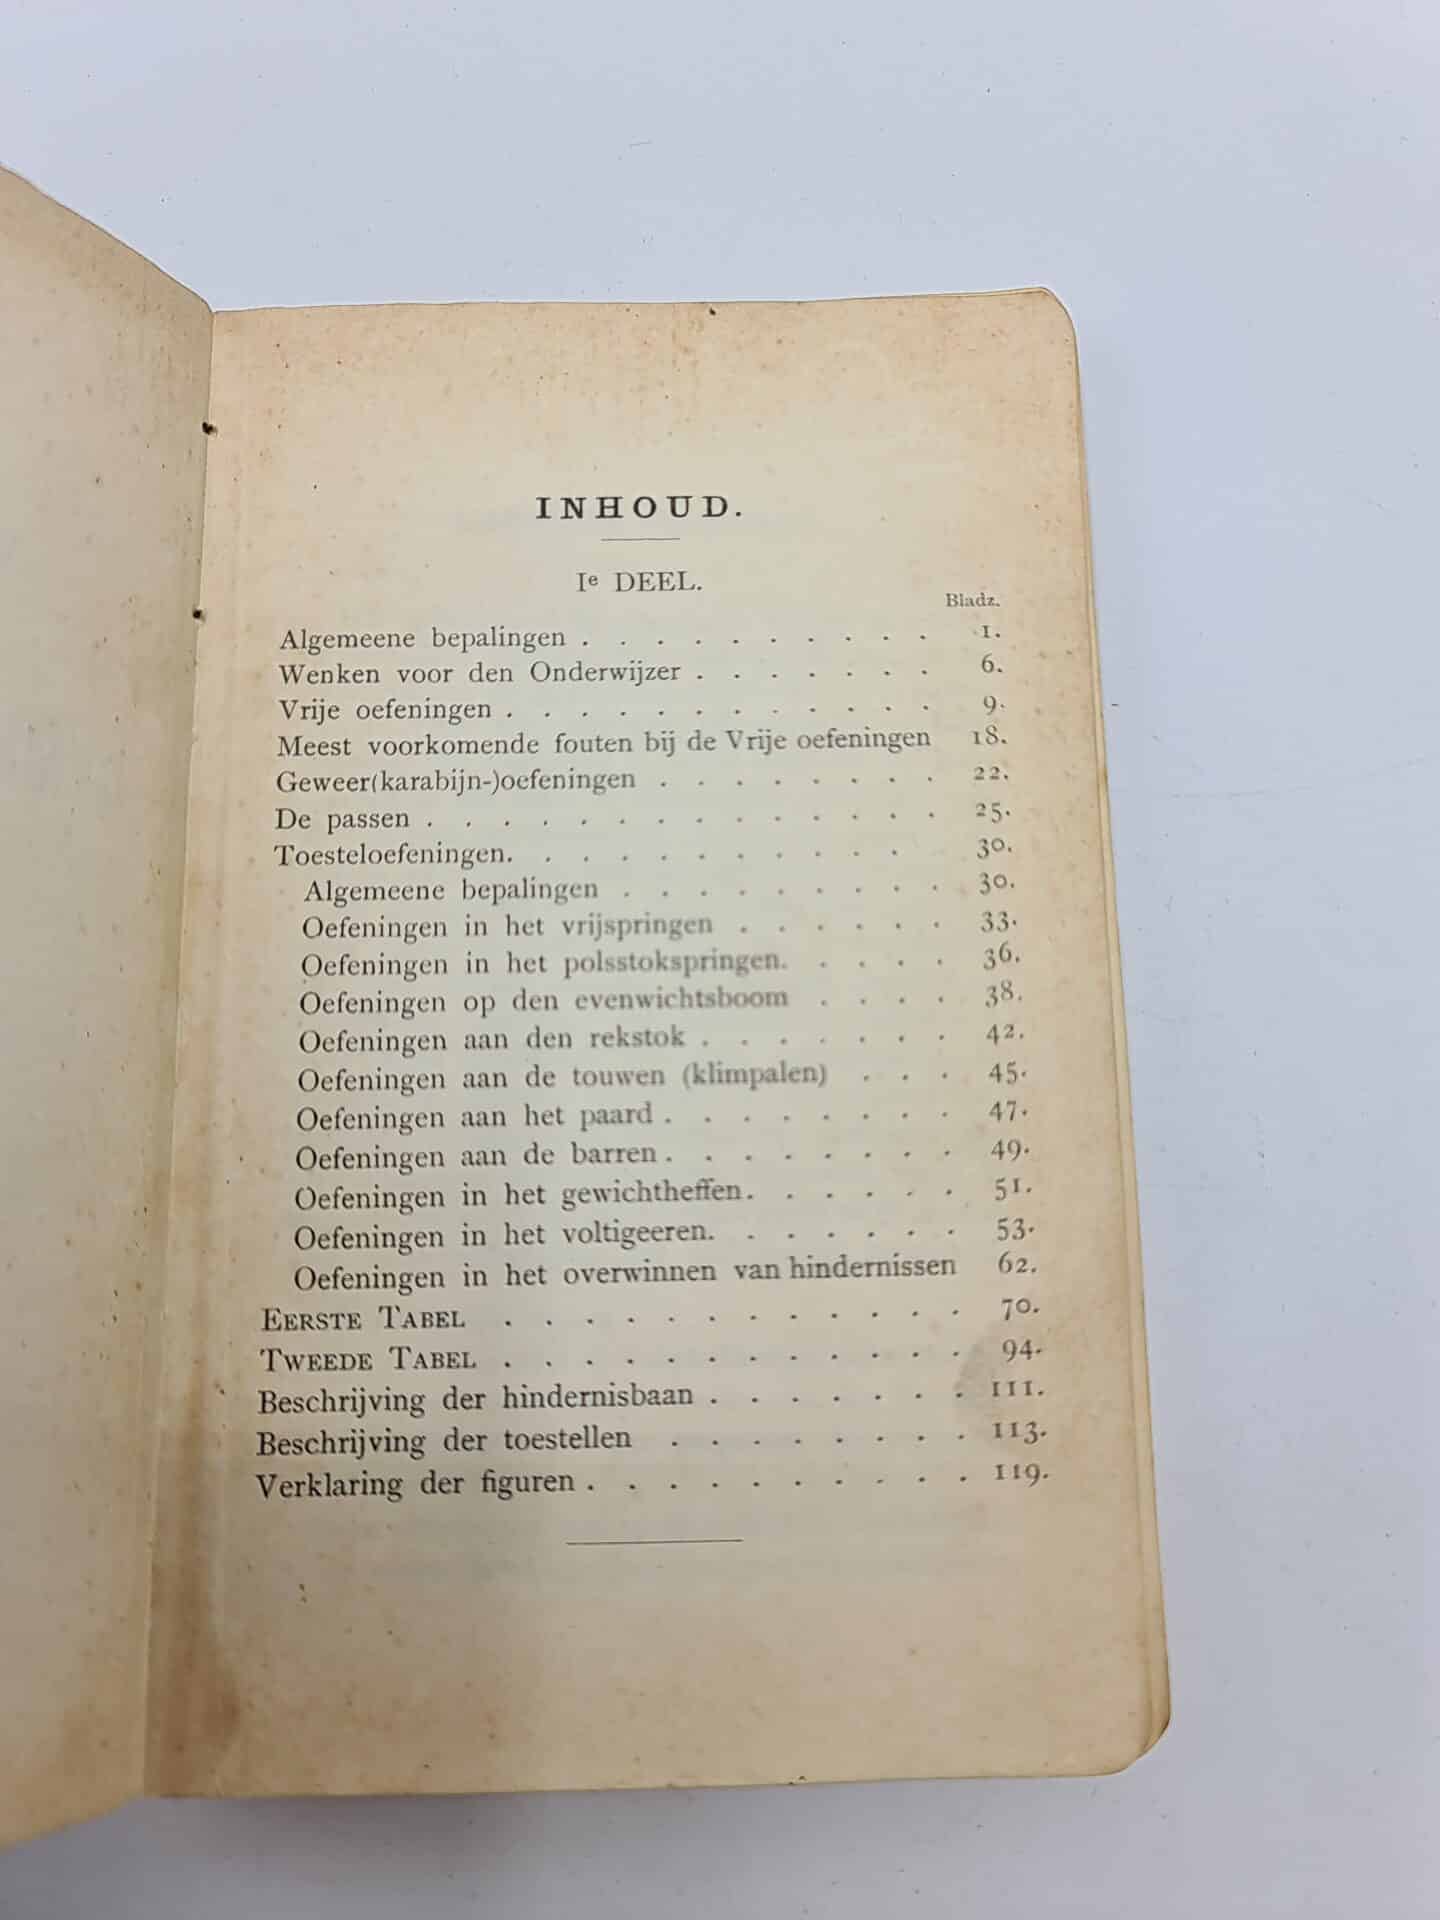 INHOUD.
Ie DEEL.
Bladz.
Algemeene bepalingen . . . . . . . . . . 1.
Wenken voor den Onderwijzer . . . . . . . 6.
Vrije oefeningen . . . . . . . . . . . . 9.
Meest voorkomende fouten bij de Vrije oefeningen 18.
Geweer(karabijn-)oefeningen . . . . . . . . 22.
De passen . . . . . . . . . . . . . . 25.
Toesteloefeningen. . . . . . . . . . . 30.
Algemeene bepalingen . . . . . . . . . 30.
Oefeningen in het vrijspringen . . . . . . 33.
Oefeningen in het polsstokspringen. . . . . 36.
Oefeningen op den evenwichtsboom . . . . 38.
Oefeningen aan den rekstok . . . . . . . 42.
Oefeningen aan de touwen (klimpalen) . . . 45.
Oefeningen aan het paard . . . . . . . . 47.
Oefeningen aan de barren . . . . . . . . 49.
Oefeningen in het gewichtheffen. . . . . . 51.
Oefeningen in het voltigeeren. . . . . . . 53.
Oefeningen in het overwinnen van hindernissen 62.
EERSTE TABEL . . . . . . . . . . . . 70.
TWEEDE TABEL . . . . . . . . . . . . 94.
Beschrijving der hindernisbaan . . . . . . . 111.
Beschrijving der toestellen . . . . . . . . 113.
Verklaring der figuren . . . . . . . . . . 119.